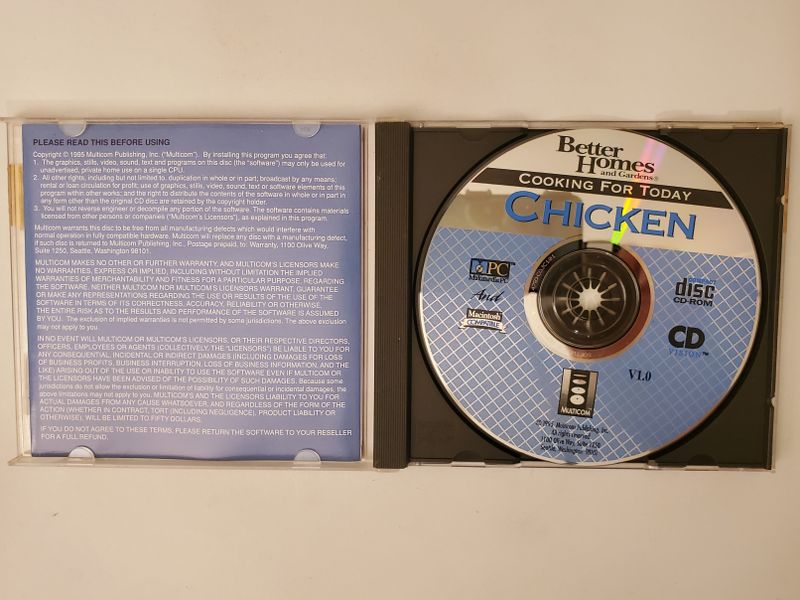 PLEASE READ THIS BEFORE USING
Copyright © 1995 Multicom Publishing, Inc. ("Multicom"). By installing this program you agree that:
1. The graphics, stills, video, sound, text and programs on this disc (the "software") may only be used for
unadvertised, private home use on a single CPU.
2. All other rights, including but not limited to, duplication in whole or in part; broadcast by any means;
rental or loan circulation for profit; use of graphics, stills, video, sound, text or software elements of this
program within other works; and the right to distribute the contents of the software in whole or in part in
any form other than the original CD disc are retained by the copyright holder.
3. You will not reverse engineer or decompile any portion of the software. The software contains materials
licensed from other persons or companies ("Multicom's Licensors"), as explained in this program.
Multicom warrants this disc to be free from all manufacturing defects which would interfere with
normal operation in fully compatible hardware. Multicom will replace any disc with a manufacturing defect,
if such disc is returned to Multicom Publishing, Inc., Postage prepaid, to: Warranty, 1100 Olive Way,
Suite 1250, Seattle, Washington 98101.
MULTICOM MAKES NO OTHER OR FURTHER WARRANTY, AND MULTICOM'S LICENSORS MAKE
NO WARRANTIES, EXPRESS OR IMPLIED, INCLUDING WITHOUT LIMITATION THE IMPLIED
WARRANTIES OF MERCHANTABILITY AND FITNESS FOR A PARTICULAR PURPOSE, REGARDING
THE SOFTWARE. NEITHER MULTICOM NOR MULTICOM'S LICENSORS WARRANT, GUARANTEE
OR MAKE ANY REPRESENTATIONS REGARDING THE USE OR RESULTS OF THE USE OF THE
SOFTWARE IN TERMS OF ITS CORRECTNESS, ACCURACY, RELIABILITY OR OTHERWISE.
THE ENTIRE RISK AS TO THE RESULTS AND PERFORMANCE OF THE SOFTWARE IS ASSUMED
BY YOU. The exclusion of implied warranties is not permitted by some jurisdictions. The above exclusion
may not apply to you.
IN NO EVENT WILL MULTICOM OR MULTICOM'S LICENSORS, OR THEIR RESPECTIVE DIRECTORS,
OFFICERS, EMPLOYEES OR AGENTS (COLLECTIVELY, THE "LICENSORS") BE LIABLE TO YOU FOR
ANY CONSEQUENTIAL, INCIDENTAL OR INDIRECT DAMAGES (INCLUDING DAMAGES FOR LOSS
OF BUSINESS PROFITS, BUSINESS INTERRUPTION, LOSS OF BUSINESS INFORMATION, AND THE
LIKE) ARISING OUT OF THE USE OR INABILITY TO USE THE SOFTWARE EVEN IF MULTICOM OR
THE LICENSORS HAVE BEEN ADVISED OF THE POSSIBILITY OF SUCH DAMAGES. Because some
jurisdictions do not allow the exclusion or limitation of liability for consequential or incidental damages, the
above limitations may not apply to you. MULTICOM'S AND THE LICENSORS LIABILITY TO YOU FOR
ACTUAL DAMAGES FROM ANY CAUSE WHATSOEVER, AND REGARDLESS OF THE FORM OF THE
ACTION (WHETHER IN CONTRACT, TORT (INCLUDING NEGLIGENCE), PRODUCT LIABILITY OR
OTHERWISE), WILL BE LIMITED TO FIFTY DOLLARS.
IF YOU DO NOT AGREE TO THESE TERMS, PLEASE RETURN THE SOFTWARE TO YOUR RESELLER
FOR A FULL REFUND.
Better
Homes
and Gardens®
COOKING FOR TODAY
CHICKEN
MPC
Multimedia PC
And
Macintosh
COMPATIBLE
COMPACT
disc
CD-ROM
CD
VISION™
V1.0
MULTICOM
© 1995, Multicom Publishing, Inc.
All rights reserved
1100 Olive Way, Suite 1250
Seattle, Washington 98101